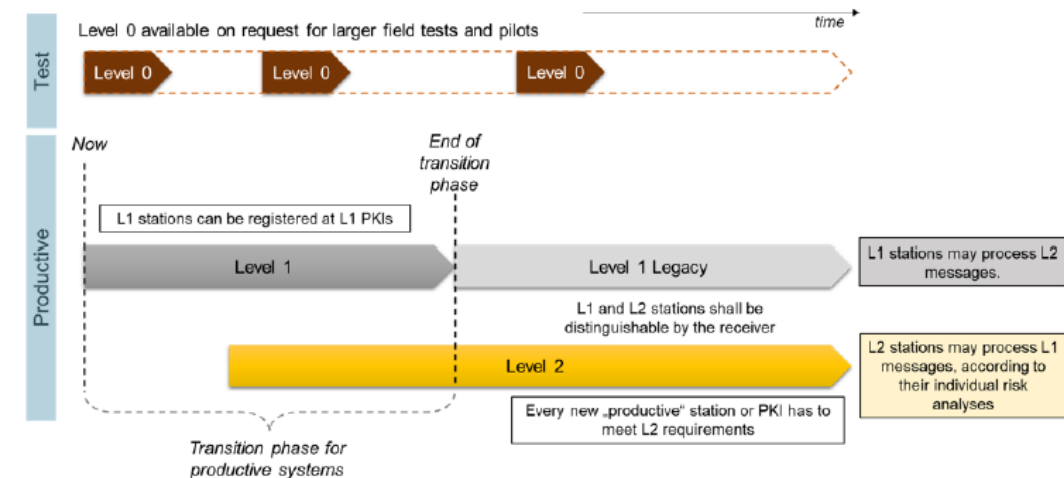 time
Test
Level 0 available on request for larger field tests and pilots
Level 0
Level 0
Level 0
Productive
Now
End of
transition
phase
L1 stations can be registered at L1 PKIs
Level 1
Level 1 Legacy
L1 stations may process L2
messages.
L1 and L2 stations shall be
distinguishable by the receiver
Level 2
L2 stations may process L1
messages, according to
their individual risk
analyses
Every new „productive“ station or PKI has to
meet L2 requirements
Transition phase for
productive systems